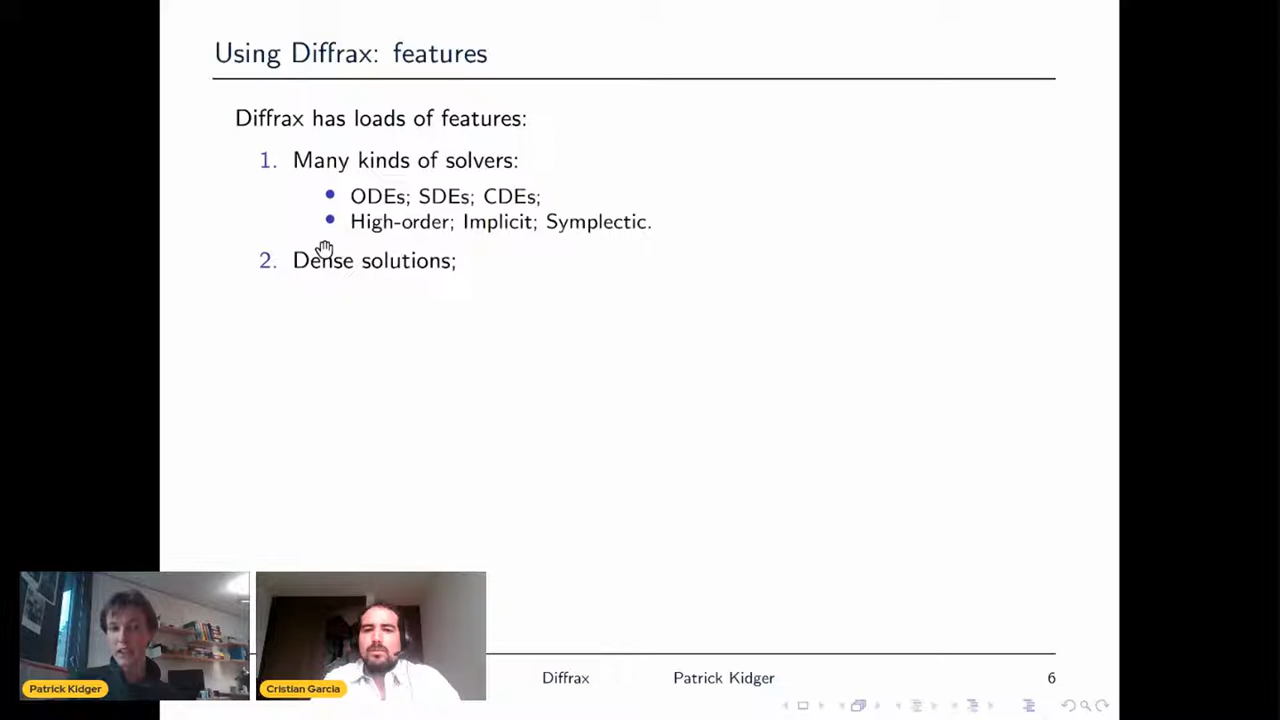 Using Diffrax: features
Diffrax has loads of features:
1. Many kinds of solvers:
• ODEs; SDEs; CDEs;
• High-order; Implicit; Symplectic.
2. Dense solutions;
Patrick Kidger
Cristian Garcia
Diffrax Patrick Kidger 6